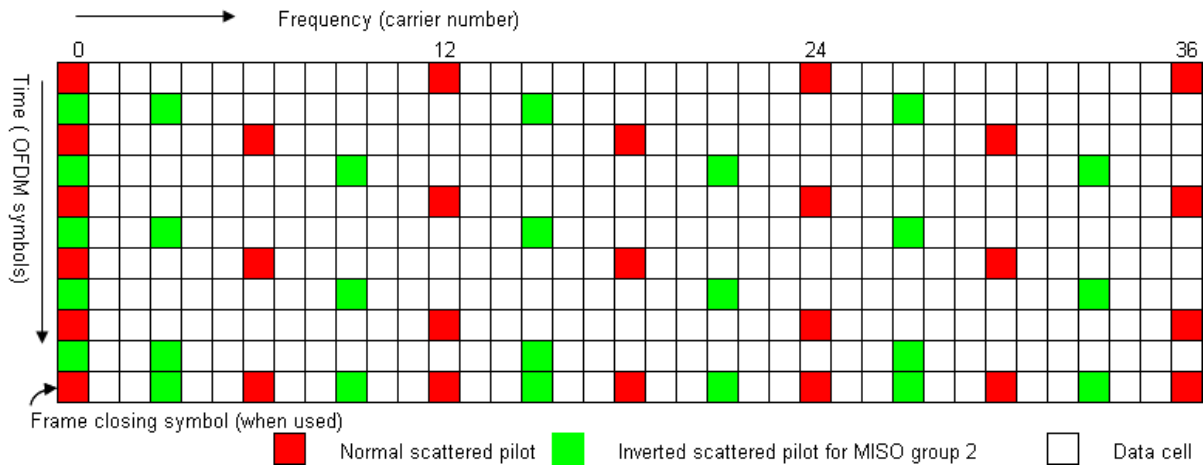 Frequency (carrier number)
0 12 24 36
Time ( OFDM symbols)
Frame closing symbol (when used)
Normal scattered pilot Inverted scattered pilot for MISO group 2 Data cell